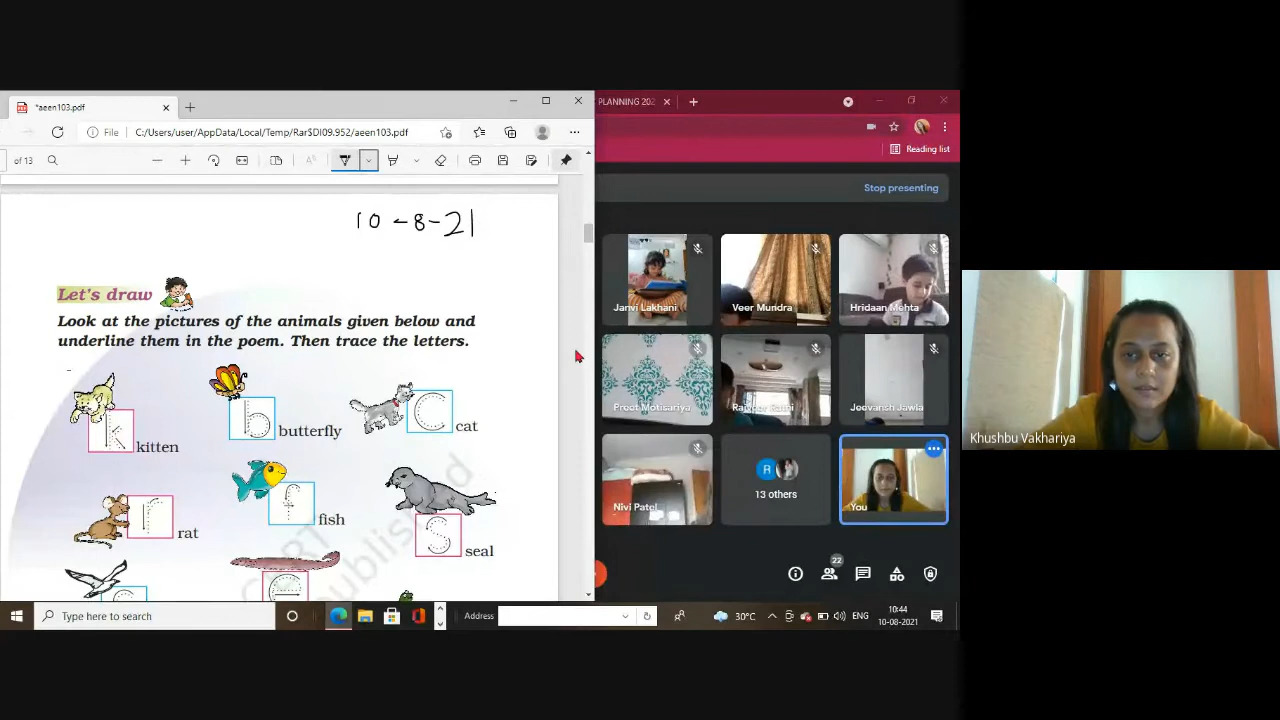 *aeen103.pdf
PLANNING 202
File
C:/Users/user/AppData/Local/Temp/Rar$DI09.952/aeen103.pdf
Reading list
of 13
Stop presenting
10-8-21
Let's draw
Look at the pictures of the animals given below and
underline them in the poem. Then trace the letters.
k
kitten
b
butterfly
c
cat
r
rat
f
fish
s
seal
e
Janvi Lakhani
Veer Mundra
Hridaan Mehta
Preet Motisariya
Jeevansh Jawla
Nivi Patel
R
13 others
You
22
Khushbu Vakhariya
Type here to search
Address
30°C
ENG
10:44
10-08-2021